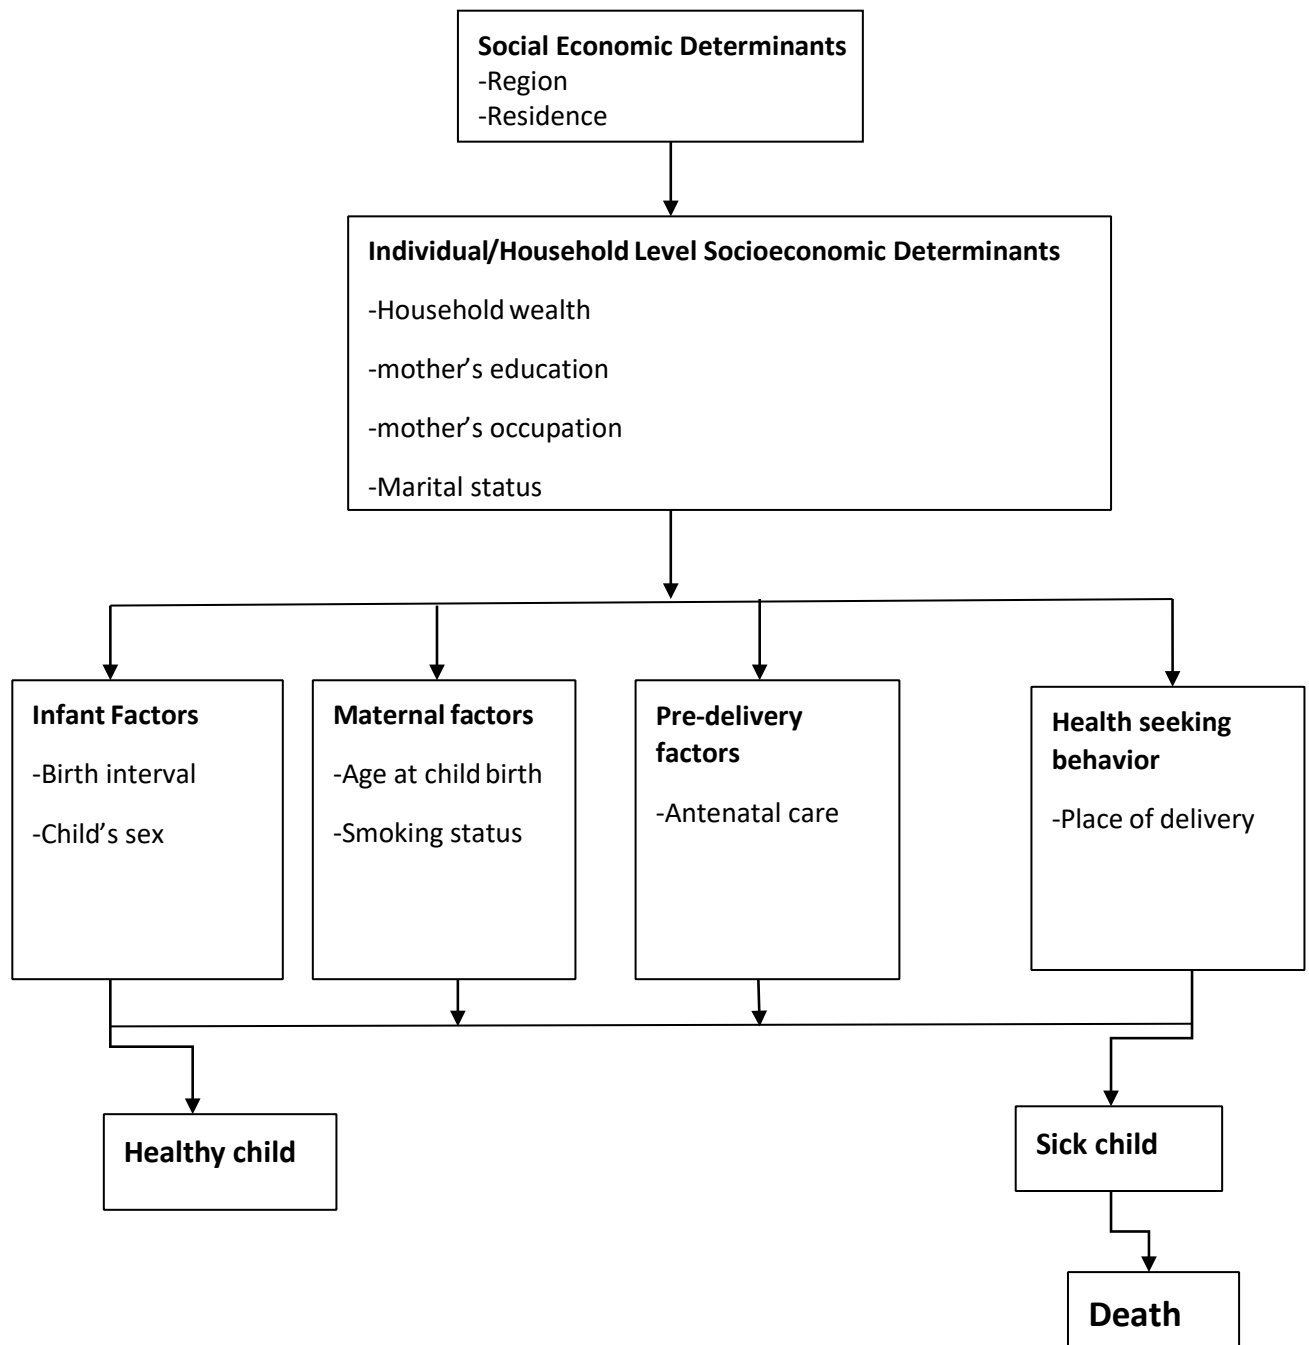 Social Economic Determinants
-Region
-Residence
Individual/Household Level Socioeconomic Determinants
-Household wealth
-mother’s education
-mother’s occupation
-Marital status
Infant Factors
-Birth interval
-Child’s sex
Maternal factors
-Age at child birth
-Smoking status
Pre-delivery
factors
-Antenatal care
Health seeking
behavior
-Place of delivery
Healthy child
Sick child
Death